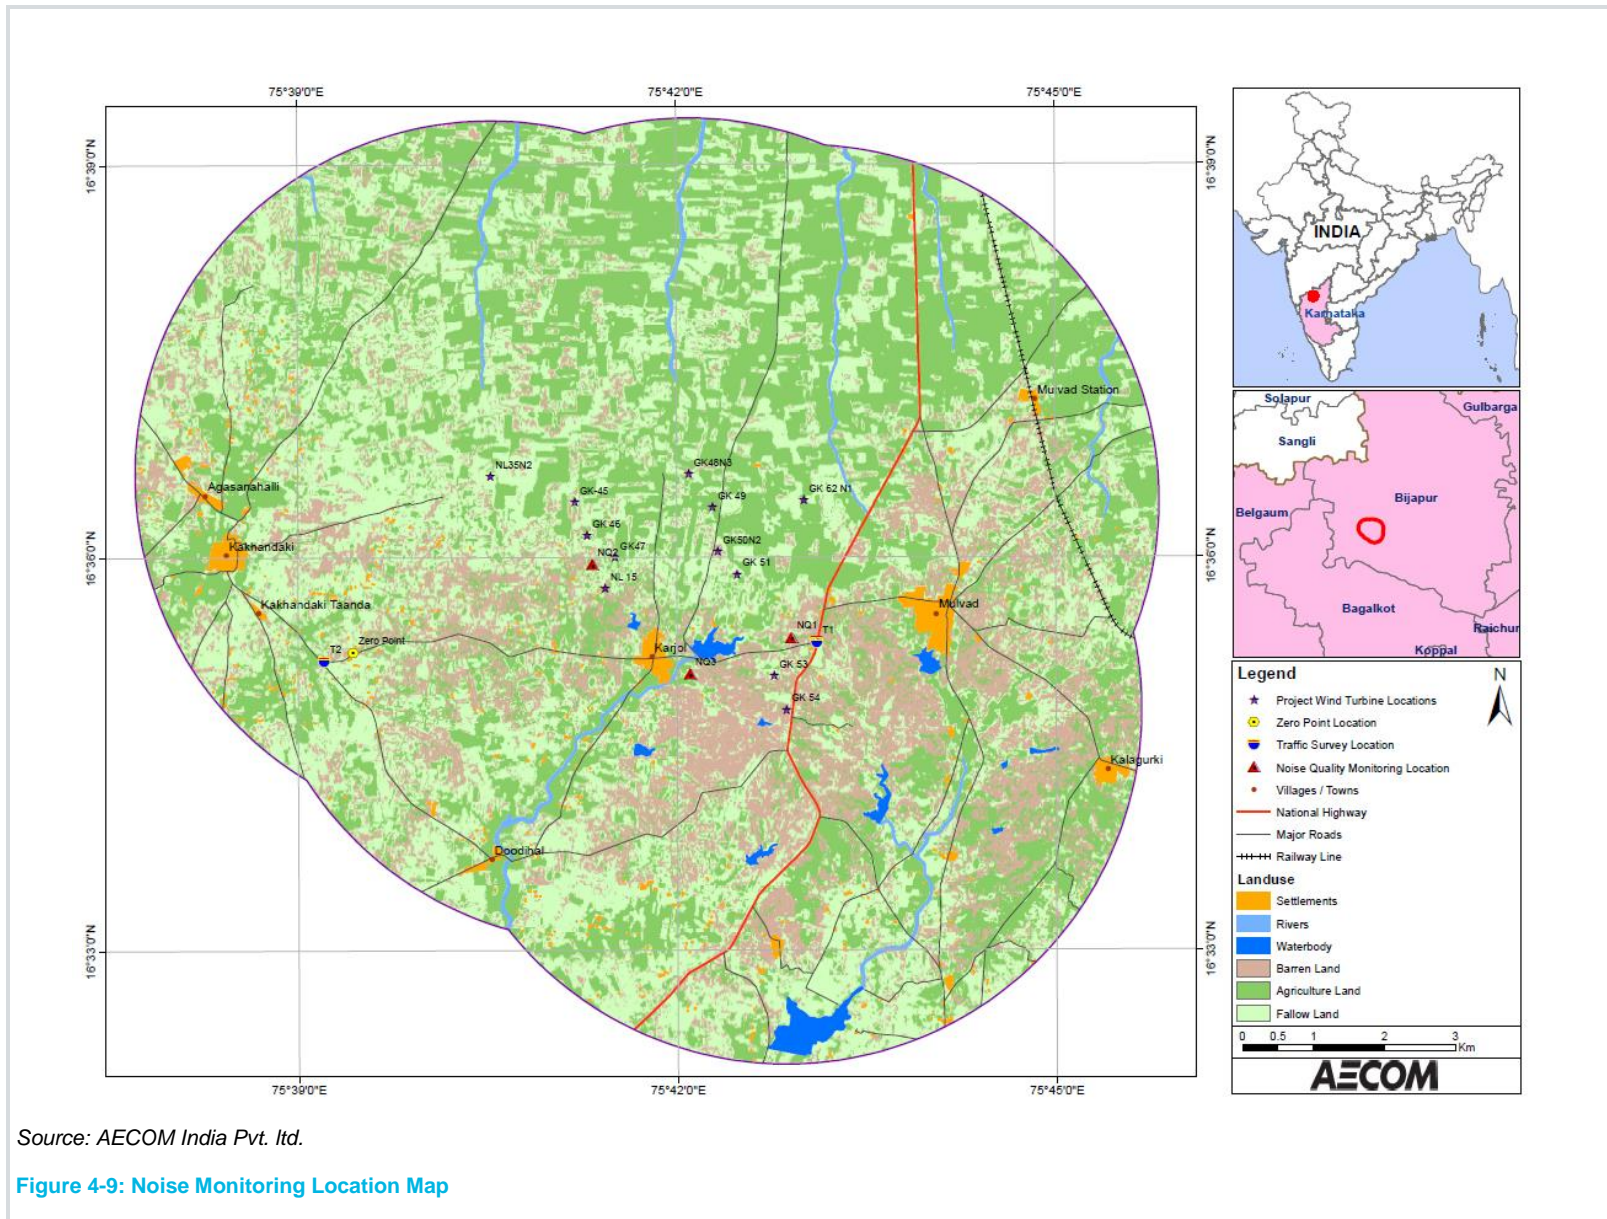 75°39'0"E
75°42'0"E
75°45'0"E
16°39'0"N
16°39'0"N
INDIA
Karnataka
Mulvad Station
Solapur
Gulbarga
Sangli
Bijapur
Belgaum
Bagalkot
Raichur
Koppal
NL35N2
GK48N3
GK-45
GK 49
GK 62 N1
Agasanahalli
GK 46
Kakhandaki
GK50N2
NQ2
GK47
GK 51
16°36'0"N
16°36'0"N
NL 15
Kakhandaki Taanda
Mulvad
NQ1
T1
Zero Point
T2
Karjol
NQ3
GK 53
GK 54
Kalagurki
Doodihal
16°33'0"N
16°33'0"N
75°39'0"E
75°42'0"E
75°45'0"E
Legend
N
Project Wind Turbine Locations
Zero Point Location
Traffic Survey Location
Noise Quality Monitoring Location
Villages / Towns
National Highway
Major Roads
Railway Line
Landuse
Settlements
Rivers
Waterbody
Barren Land
Agriculture Land
Fallow Land
0 0.5 1 2 3
Km
AECOM
Source: AECOM India Pvt. ltd.
Figure 4-9: Noise Monitoring Location Map